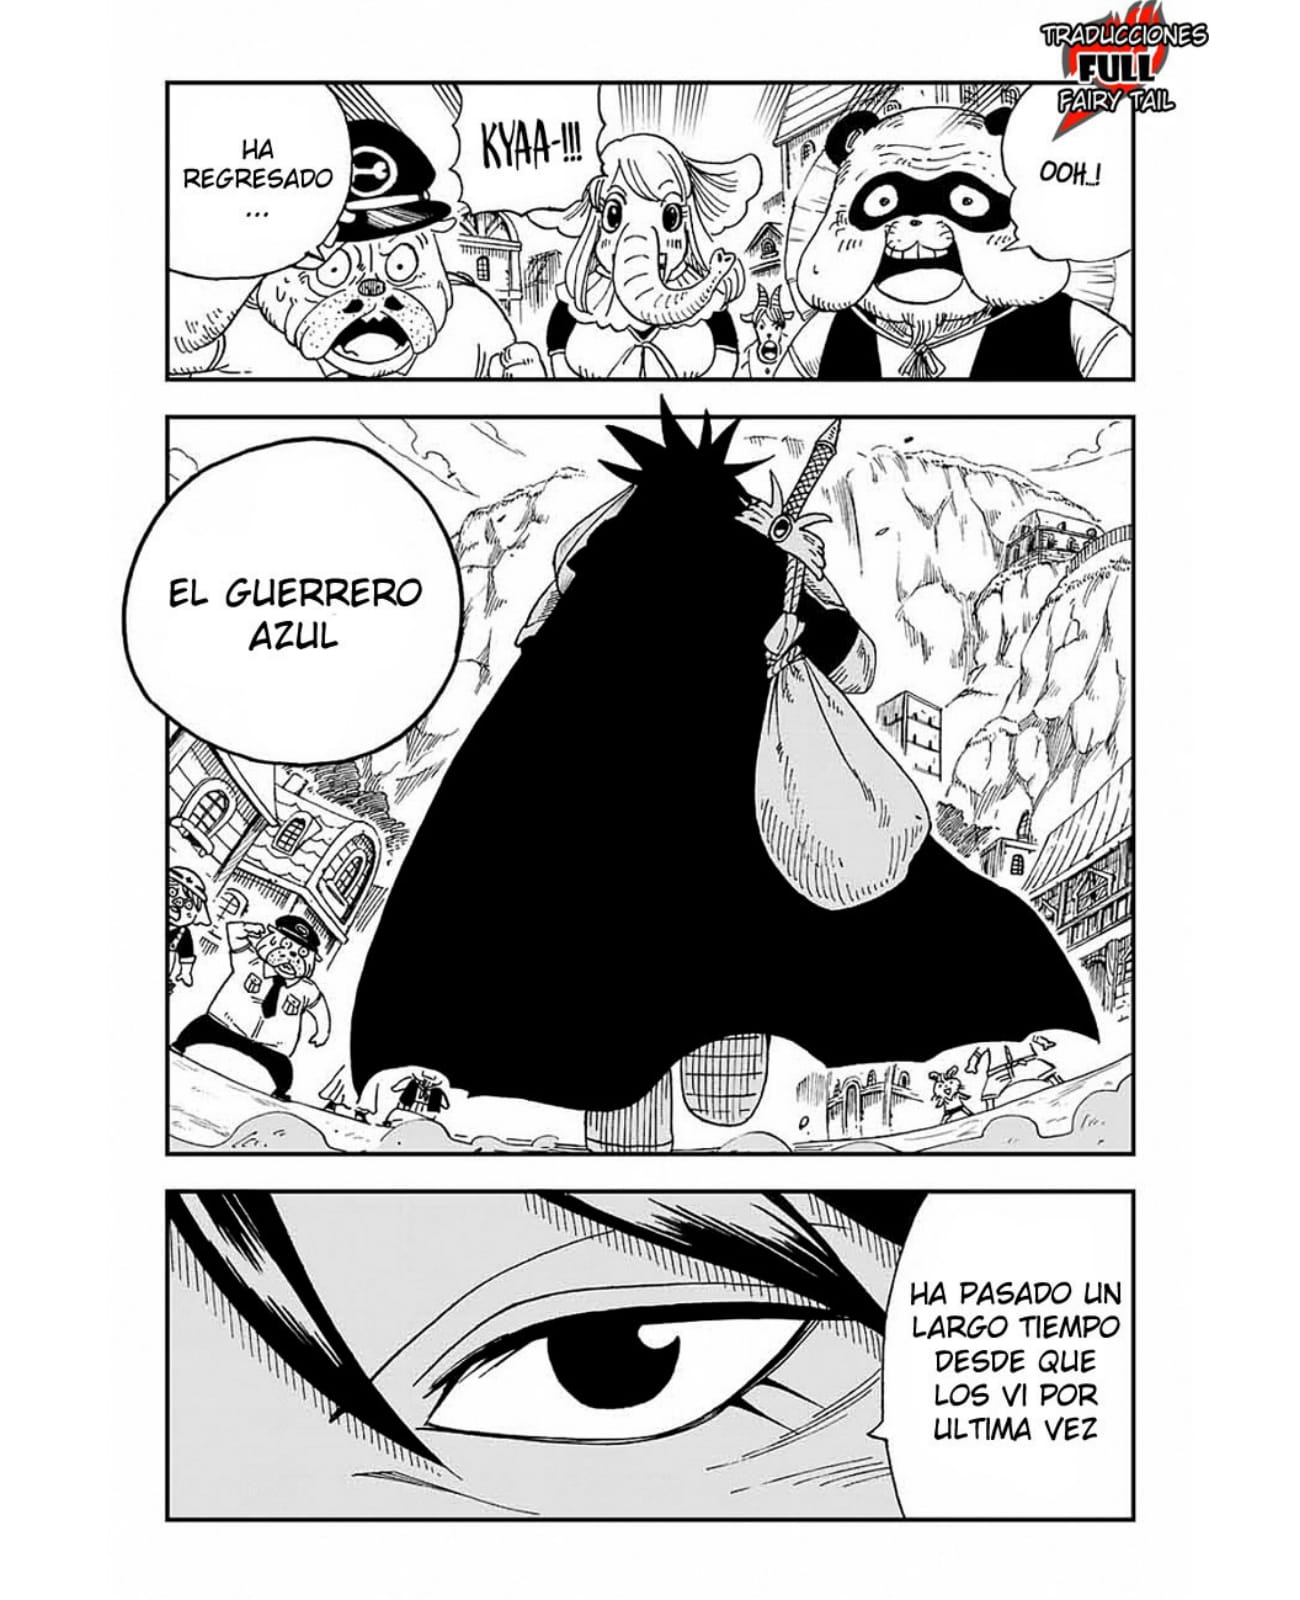 TRADUCCIONES
FULL
FAIRY TAIL
OOH...!
KYAA-!!!
HA
REGRESADO
...
EL GUERRERO
AZUL
HA PASADO UN
LARGO TIEMPO
DESDE QUE
LOS VI POR
ULTIMA VEZ